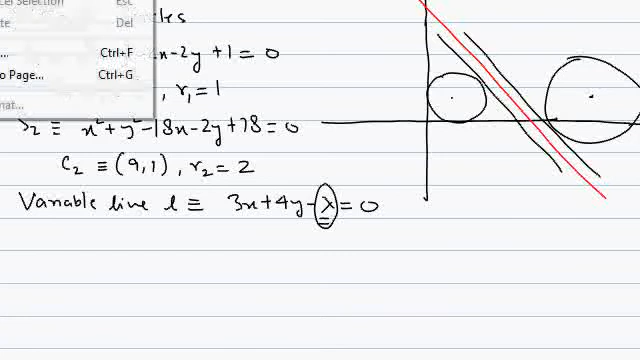 Esc
Del
... Ctrl+F
o Page... Ctrl+G
mat...
- 2y + 1 = 0
, r₁ = 1
S₂ ≡ x² + y² - 18x - 2y + 78 = 0
C₂ ≡ (9,1) , r₂ = 2
Variable line l ≡ 3x + 4y - λ = 0